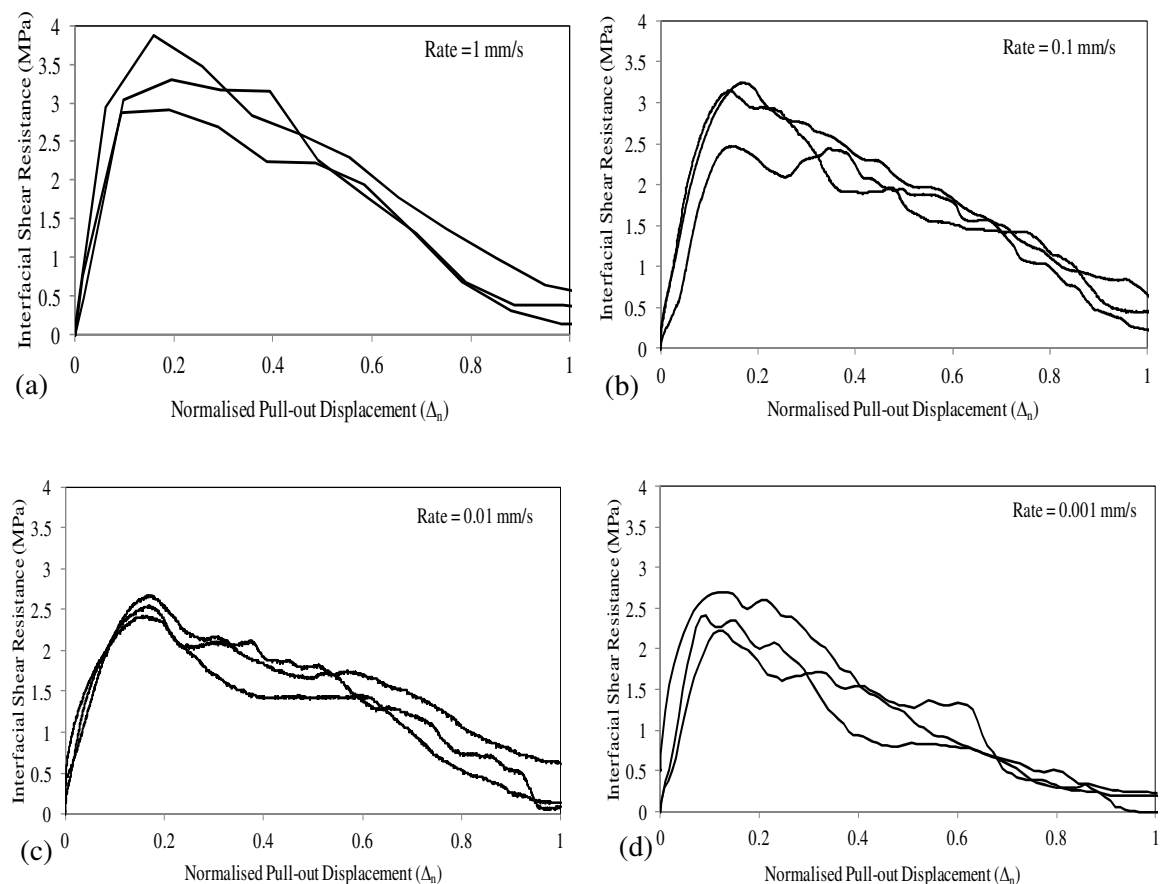 Interfacial Shear Resistance (MPa)
4
3.5
3
2.5
2
1.5
1
0.5
0
Rate =1 mm/s
0 0.2 0.4 0.6 0.8 1
(a)
Normalised Pull-out Displacement (Δn)
Interfacial Shear Resistance (MPa)
4
3.5
3
2.5
2
1.5
1
0.5
0
Rate = 0.1 mm/s
0 0.2 0.4 0.6 0.8 1
(b)
Normalised Pull-out Displacement (Δn)
Interfacial Shear Resistance (MPa)
4
3.5
3
2.5
2
1.5
1
0.5
0
Rate = 0.01 mm/s
0 0.2 0.4 0.6 0.8 1
(c)
Normalised Pull-out Displacement (Δn)
Interfacial Shear Resistance (MPa)
4
3.5
3
2.5
2
1.5
1
0.5
0
Rate = 0.001 mm/s
0 0.2 0.4 0.6 0.8 1
(d)
Normalised Pull-out Displacement (Δn)